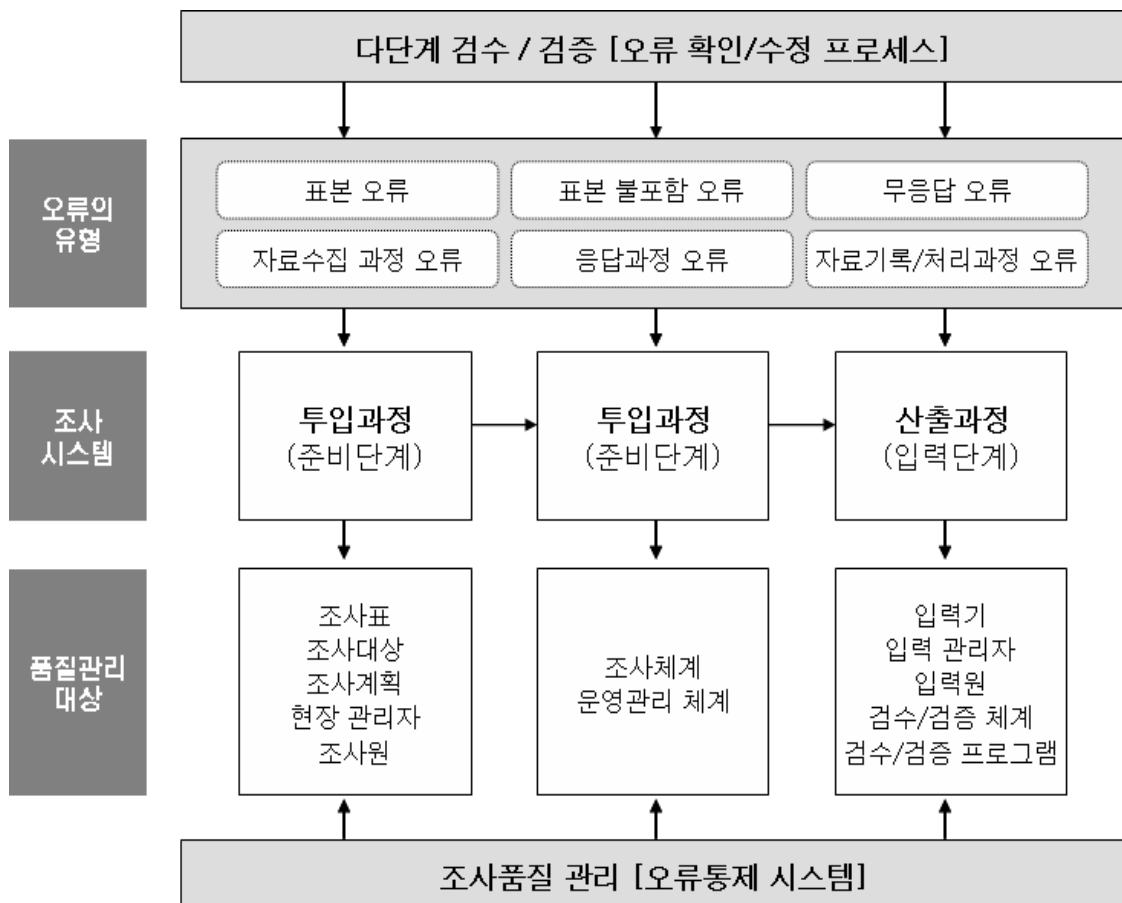 다단계 검수 / 검증 [오류 확인/수정 프로세스]
오류의
유형
표본 오류
표본 불포함 오류
무응답 오류
자료수집 과정 오류
응답과정 오류
자료기록/처리과정 오류
조사
시스템
투입과정
(준비단계)
투입과정
(준비단계)
산출과정
(입력단계)
품질관리
대상
조사표
조사대상
조사계획
현장 관리자
조사원
조사체계
운영관리 체계
입력기
입력 관리자
입력원
검수/검증 체계
검수/검증 프로그램
조사품질 관리 [오류통제 시스템]